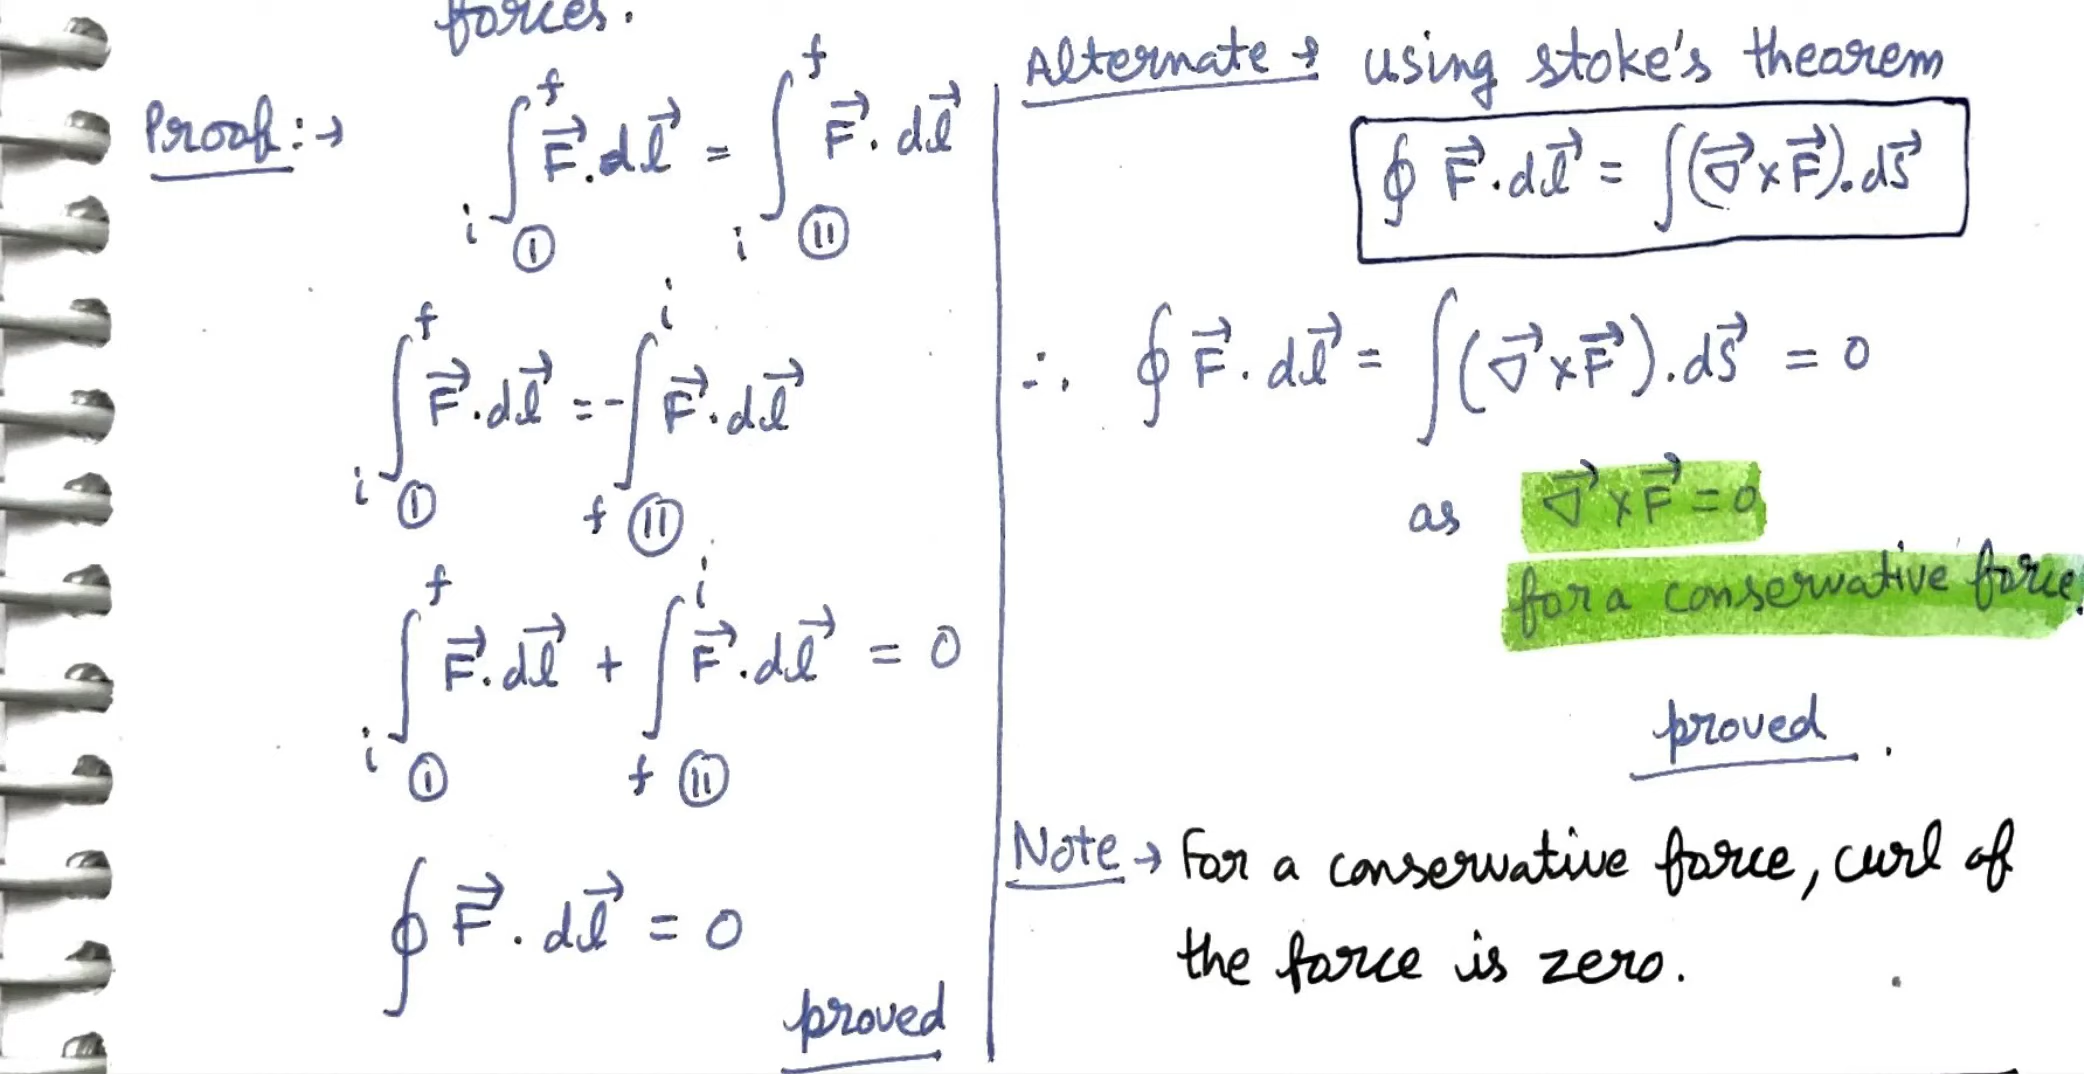 forces.
Proof :→ ∫ᵢᶠ F⃗.dl⃗ = ∫ᵢᶠ F⃗.dl⃗
Ⓘ Ⓘⓘ
∫ᵢᶠ F⃗.dl⃗ = -∫_f^i F⃗.dl⃗
Ⓘ Ⓘⓘ
∫ᵢᶠ F⃗.dl⃗ + ∫_f^i F⃗.dl⃗ = 0
Ⓘ Ⓘⓘ
∮ F⃗.dl⃗ = 0
proved
Alternate → using stoke's theorem
∮ F⃗.dl⃗ = ∫(∇⃗×F⃗).dS⃗
∴ ∮ F⃗.dl⃗ = ∫(∇⃗×F⃗).dS⃗ = 0
as ∇⃗×F⃗=0
for a conservative force.
proved.
Note → For a conservative force, curl of
the force is zero.